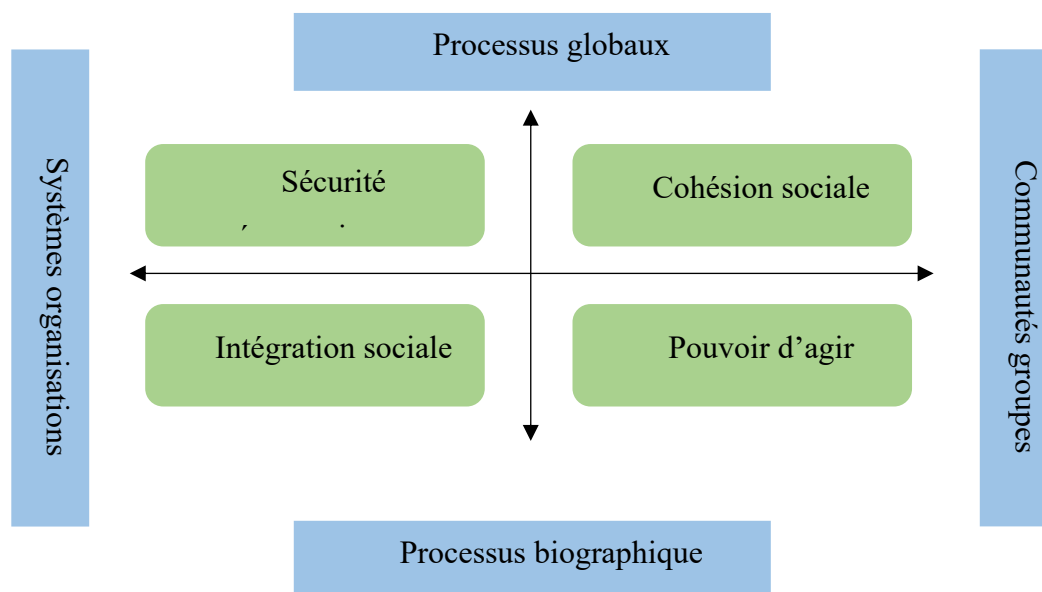 Processus globaux
Systèmes organisations
Communautés groupes
Sécurité
Cohésion sociale
Intégration sociale
Pouvoir d’agir
Processus biographique